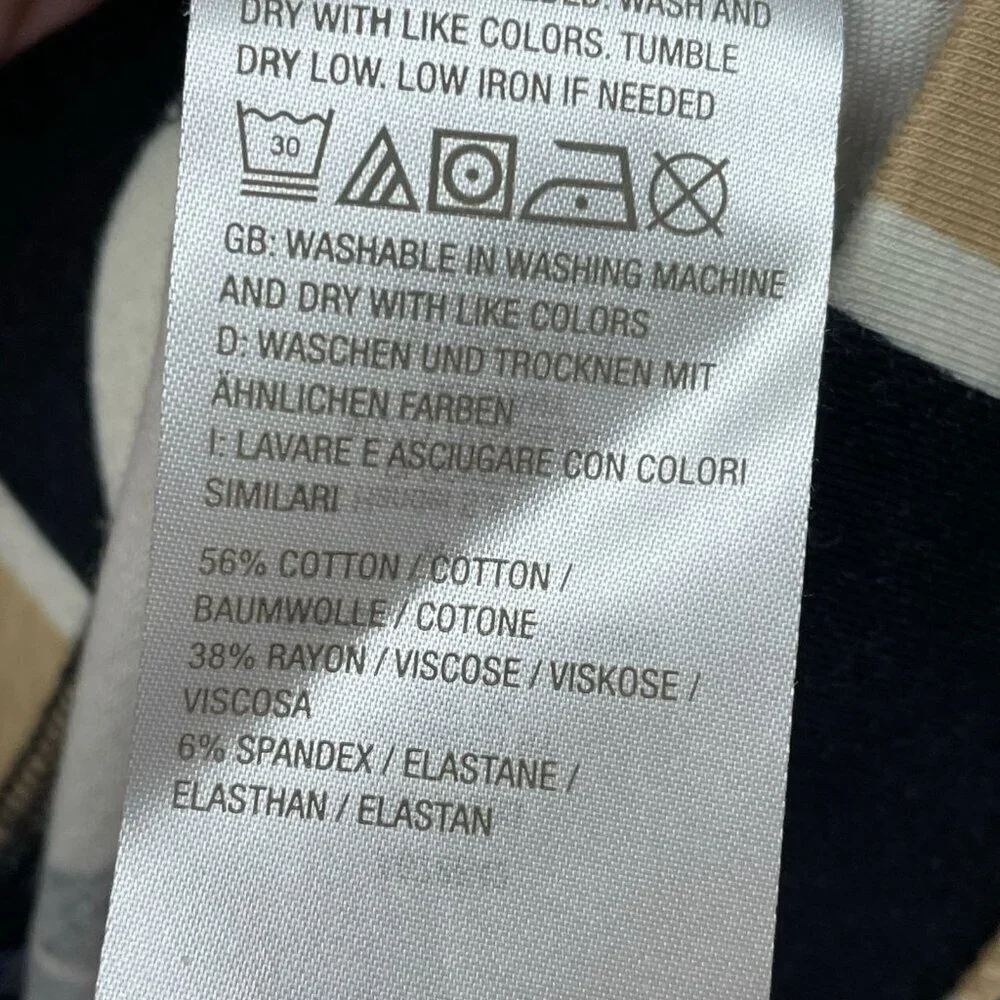 WASH AND
DRY WITH LIKE COLORS. TUMBLE
DRY LOW. LOW IRON IF NEEDED
30
GB: WASHABLE IN WASHING MACHINE
AND DRY WITH LIKE COLORS
D: WASCHEN UND TROCKNEN MIT
ÄHNLICHEN FARBEN
I: LAVARE E ASCIUGARE CON COLORI
SIMILARI
56% COTTON / COTTON /
BAUMWOLLE / COTONE
38% RAYON / VISCOSE / VISKOSE /
VISCOSA
6% SPANDEX / ELASTANE /
ELASTHAN / ELASTAN